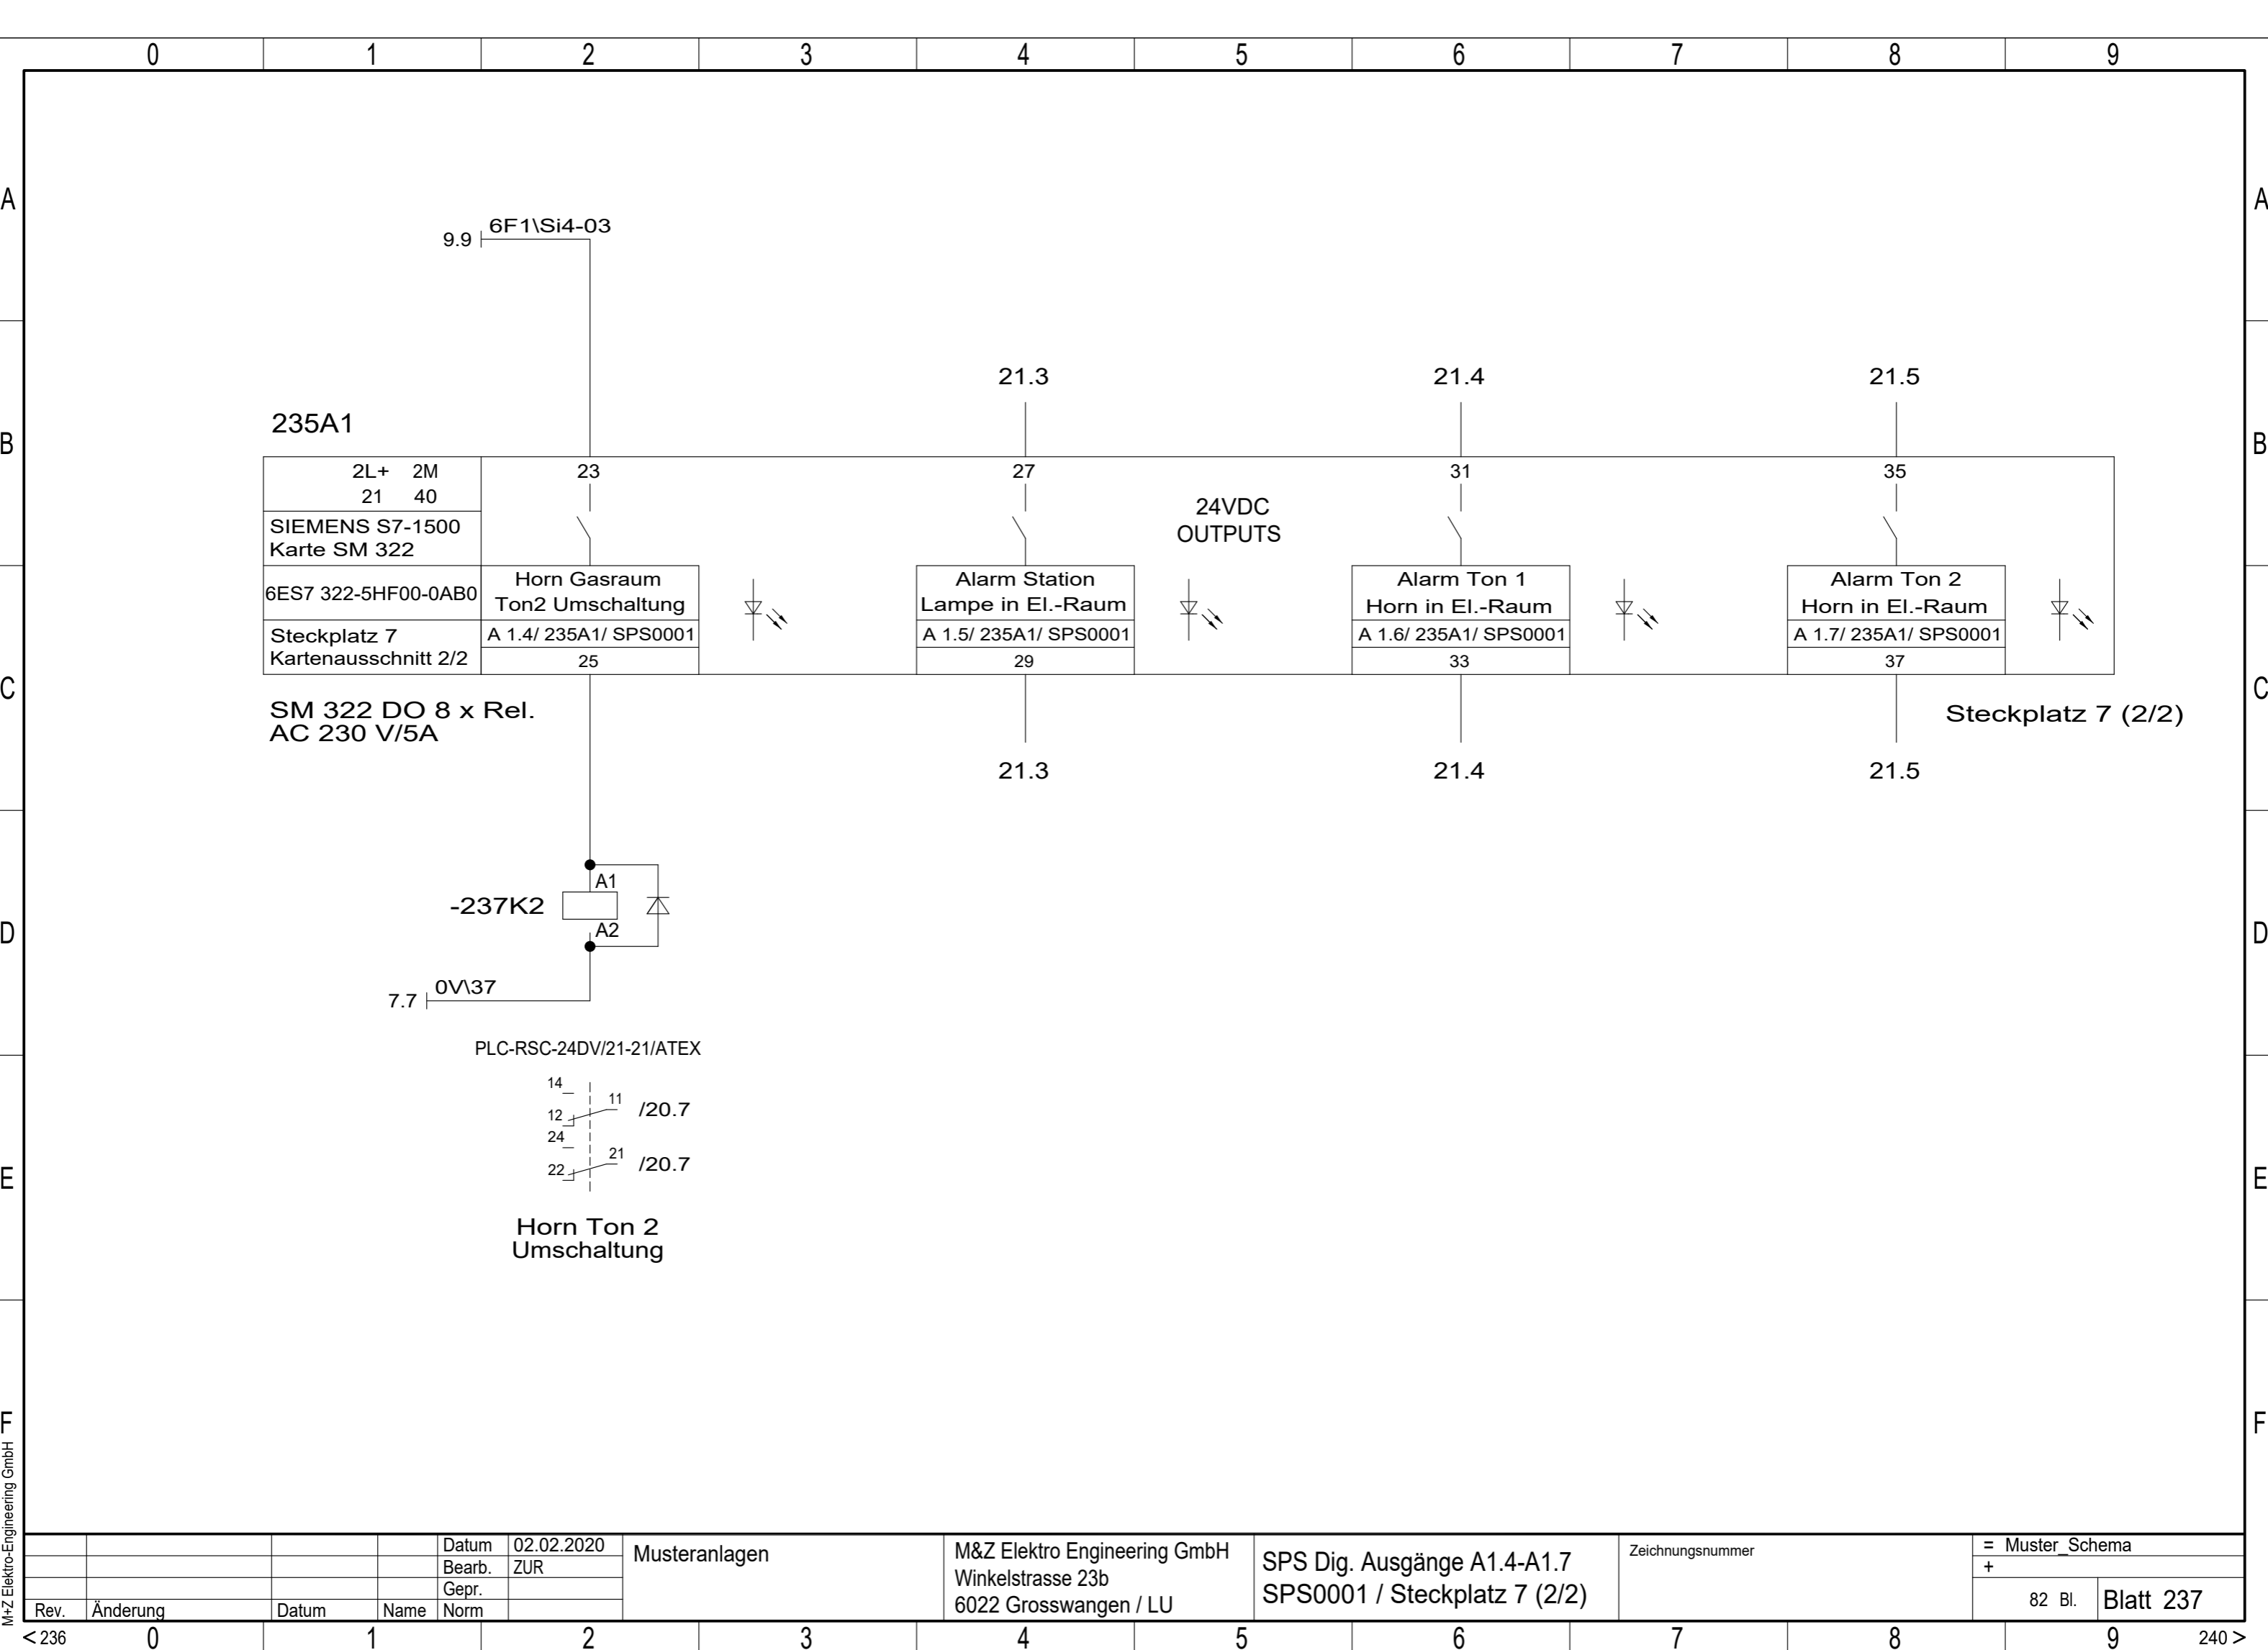 0 1 2 3 4 5 6 7 8 9
A A
6F1\Si4-03
9.9
21.3 21.4 21.5
235A1
B B
2L+ 2M 23 27 31 35
21 40
24VDC
OUTPUTS
SIEMENS S7-1500
Karte SM 322
6ES7 322-5HF00-0AB0
Steckplatz 7
Kartenausschnitt 2/2
Horn Gasraum
Ton2 Umschaltung
A 1.4/ 235A1/ SPS0001
25
Alarm Station
Lampe in El.-Raum
A 1.5/ 235A1/ SPS0001
29
Alarm Ton 1
Horn in El.-Raum
A 1.6/ 235A1/ SPS0001
33
Alarm Ton 2
Horn in El.-Raum
A 1.7/ 235A1/ SPS0001
37
C C
SM 322 DO 8 x Rel.
AC 230 V/5A
Steckplatz 7 (2/2)
21.3 21.4 21.5
A1
-237K2
A2
D D
0V\37
7.7
PLC-RSC-24DV/21-21/ATEX
14
11 /20.7
12
24
21 /20.7
22
E E
Horn Ton 2
Umschaltung
F F
M+Z Elektro-Engineering GmbH
Datum 02.02.2020
Bearb. ZUR
Gepr.
Rev. Änderung Datum Name Norm
Musteranlagen
M&Z Elektro Engineering GmbH
Winkelstrasse 23b
6022 Grosswangen / LU
SPS Dig. Ausgänge A1.4-A1.7
SPS0001 / Steckplatz 7 (2/2)
Zeichnungsnummer
= Muster_Schema
+
82 Bl. Blatt 237
< 236 0 1 2 3 4 5 6 7 8 9 240 >